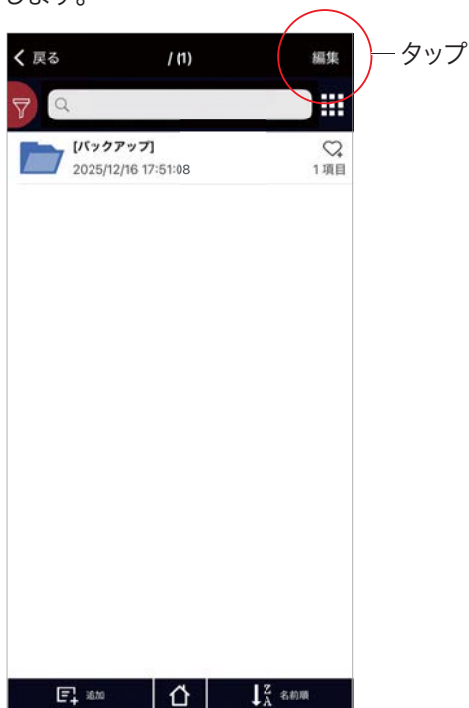 します。
戻る / (1) 編集
タップ
[バックアップ]
2025/12/16 17:51:08
1 項目
追加 名前順